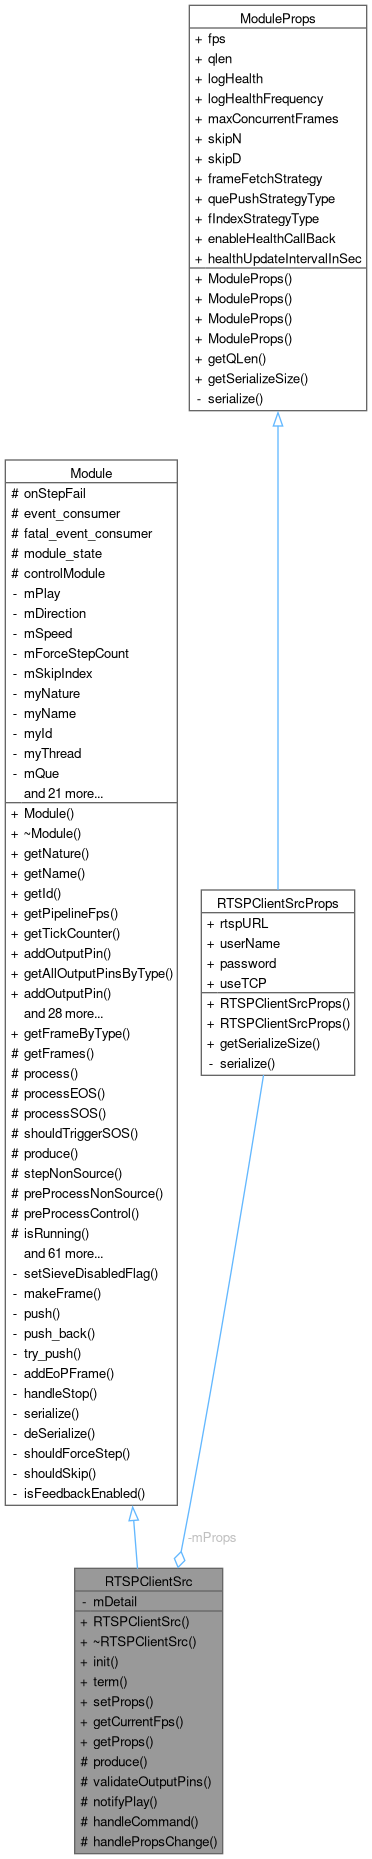 ModuleProps
+ fps
+ qlen
+ logHealth
+ logHealthFrequency
+ maxConcurrentFrames
+ skipN
+ skipD
+ frameFetchStrategy
+ quePushStrategyType
+ fIndexStrategyType
+ enableHealthCallBack
+ healthUpdateIntervalInSec
+ ModuleProps()
+ ModuleProps()
+ ModuleProps()
+ ModuleProps()
+ getQLen()
+ getSerializeSize()
- serialize()
Module
# onStepFail
# event_consumer
# fatal_event_consumer
# module_state
# controlModule
- mPlay
- mDirection
- mSpeed
- mForceStepCount
- mSkipIndex
- myNature
- myName
- myId
- myThread
- mQue
and 21 more...
+ Module()
+ ~Module()
+ getNature()
+ getName()
+ getId()
+ getPipelineFps()
+ getTickCounter()
+ addOutputPin()
+ getAllOutputPinsByType()
+ addOutputPin()
and 28 more...
+ getFrameByType()
# getFrames()
# process()
# processEOS()
# processSOS()
# shouldTriggerSOS()
# produce()
# stepNonSource()
# preProcessNonSource()
# preProcessControl()
# isRunning()
and 61 more...
- setSieveDisabledFlag()
- makeFrame()
- push()
- push_back()
- try_push()
- addEoPFrame()
- handleStop()
- serialize()
- deSerialize()
- shouldForceStep()
- shouldSkip()
- isFeedbackEnabled()
RTSPClientSrcProps
+ rtspURL
+ userName
+ password
+ useTCP
+ RTSPClientSrcProps()
+ RTSPClientSrcProps()
+ getSerializeSize()
- serialize()
-mProps
RTSPClientSrc
- mDetail
+ RTSPClientSrc()
+ ~RTSPClientSrc()
+ init()
+ term()
+ setProps()
+ getCurrentFps()
+ getProps()
# produce()
# validateOutputPins()
# notifyPlay()
# handleCommand()
# handlePropsChange()